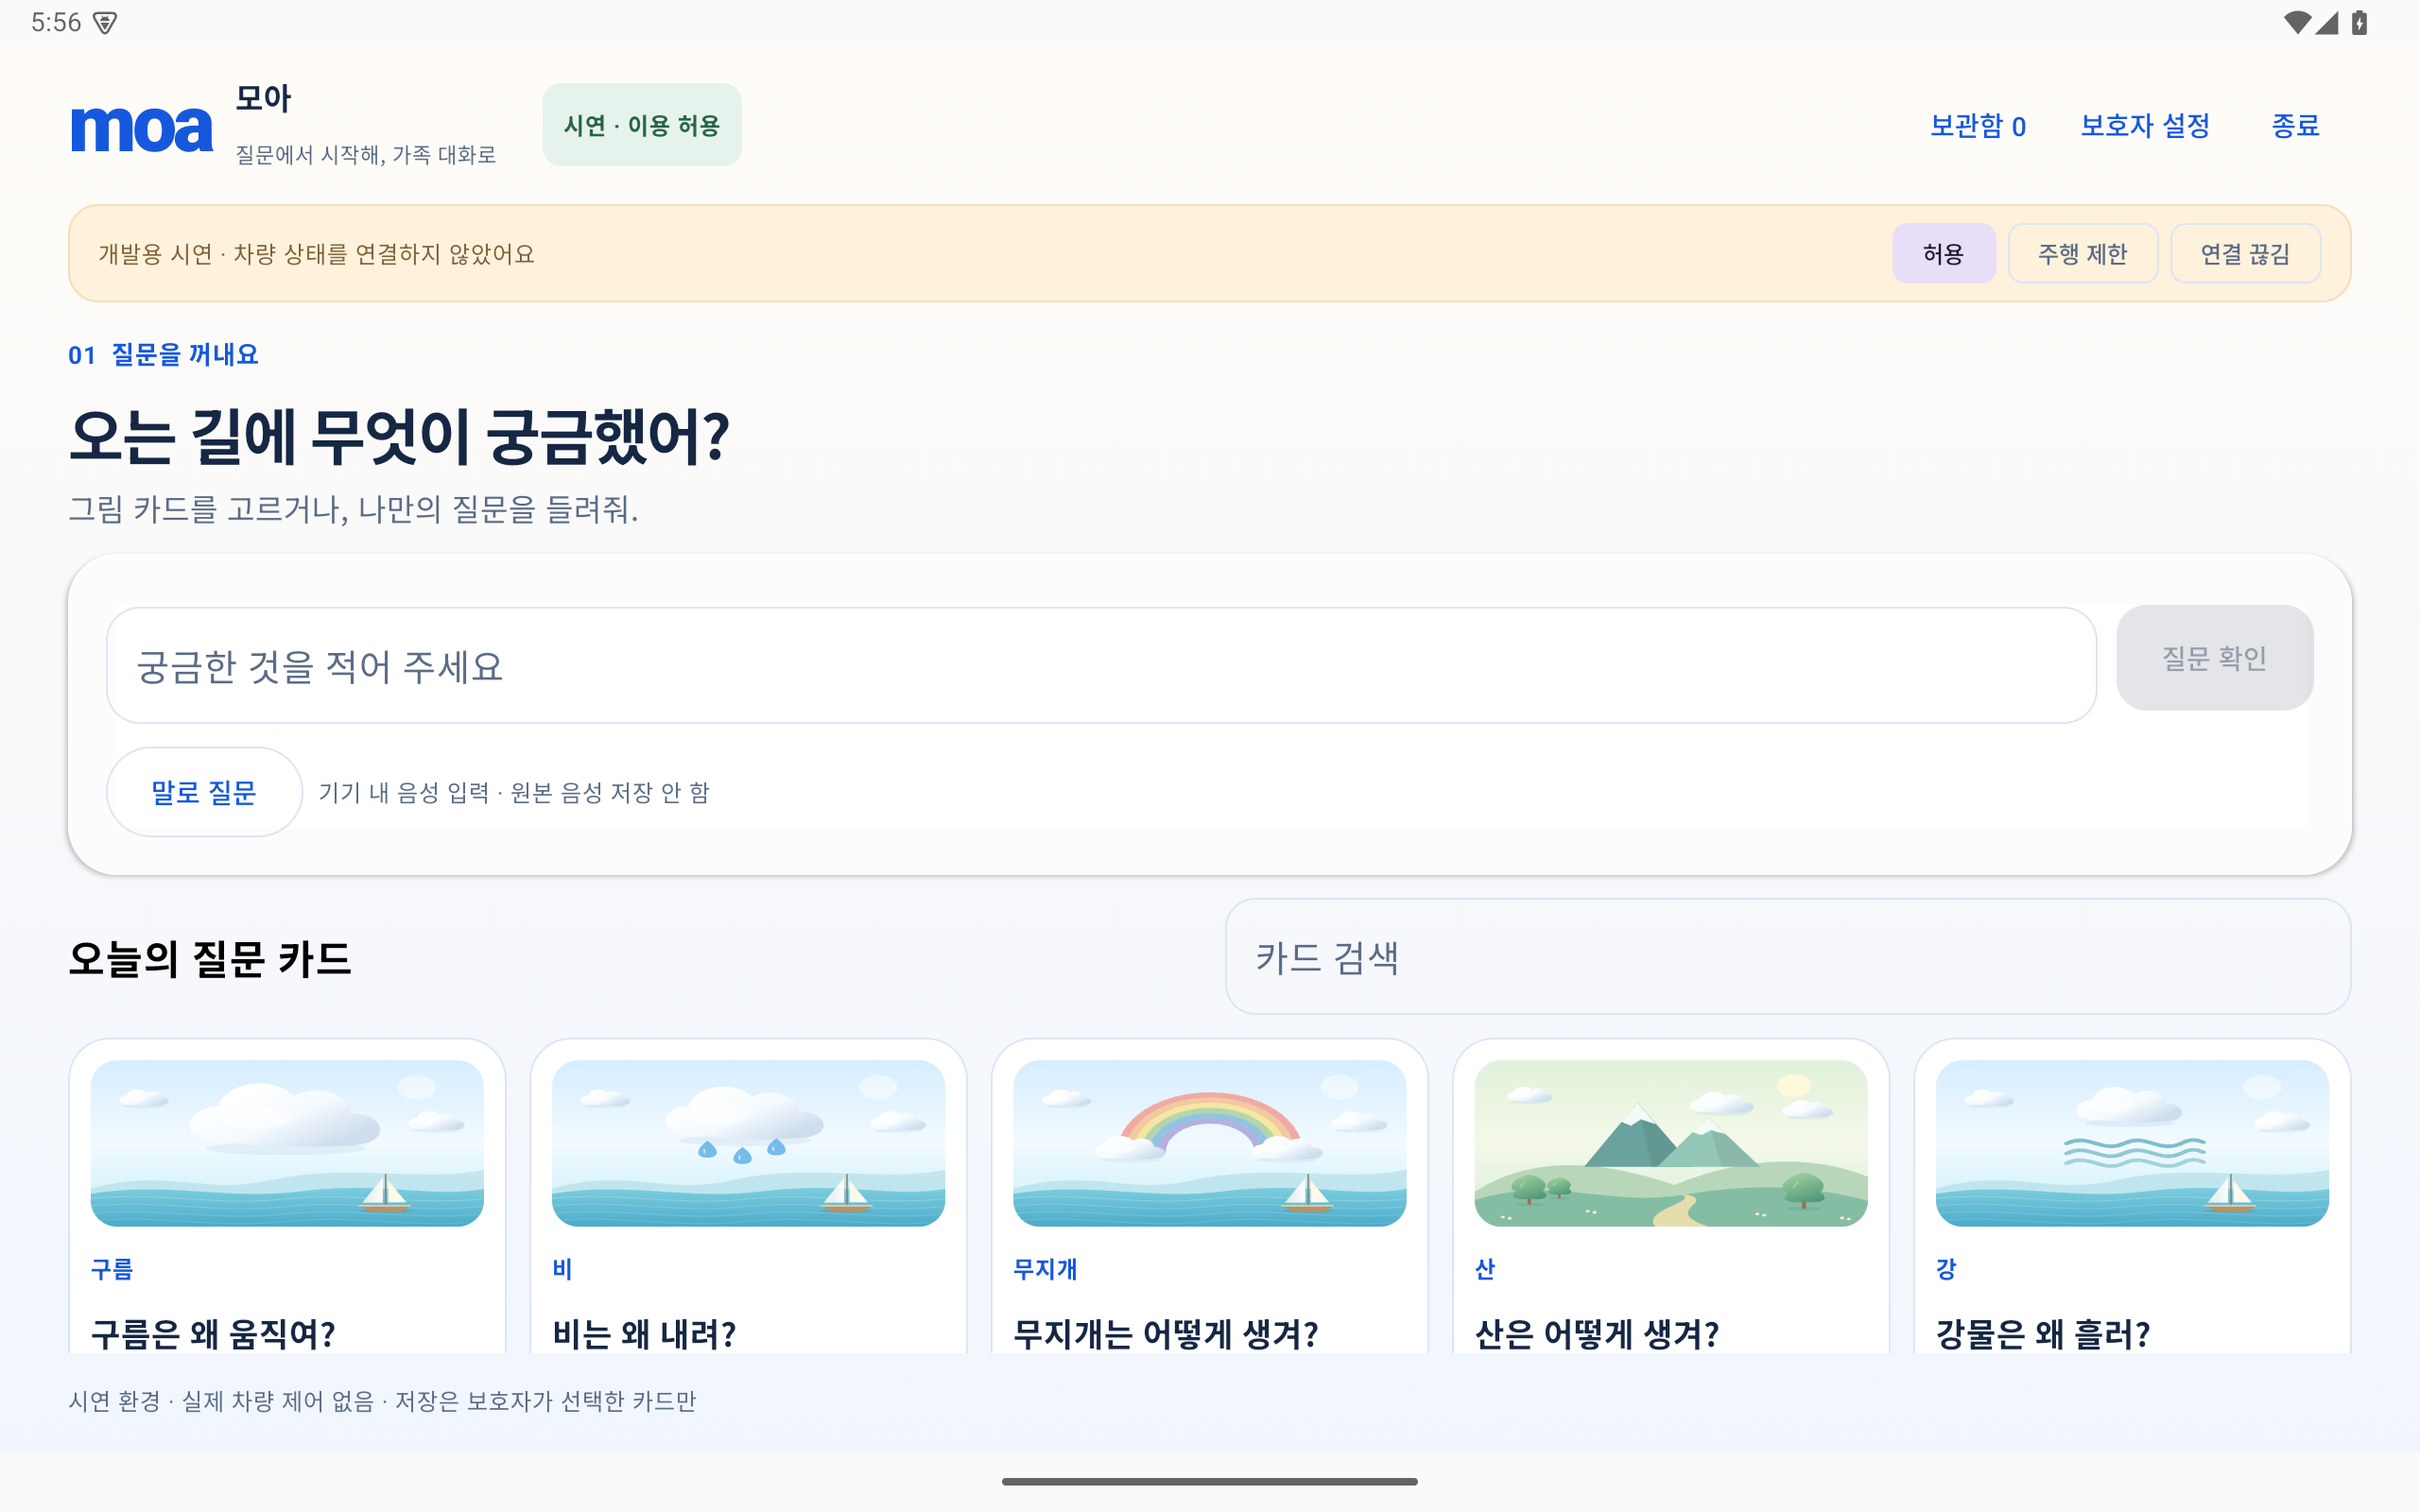 5:56
moa
모아
질문에서 시작해, 가족 대화로
시연 · 이용 허용
보관함 0
보호자 설정
종료
개발용 시연 · 차량 상태를 연결하지 않았어요
허용
주행 제한
연결 끊김
01 질문을 꺼내요
오는 길에 무엇이 궁금했어?
그림 카드를 고르거나, 나만의 질문을 들려줘.
궁금한 것을 적어 주세요
질문 확인
말로 질문
기기 내 음성 입력 · 원본 음성 저장 안 함
오늘의 질문 카드
카드 검색
구름
구름은 왜 움직여?
비
비는 왜 내려?
무지개
무지개는 어떻게 생겨?
산
산은 어떻게 생겨?
강
강물은 왜 흘러?
시연 환경 · 실제 차량 제어 없음 · 저장은 보호자가 선택한 카드만